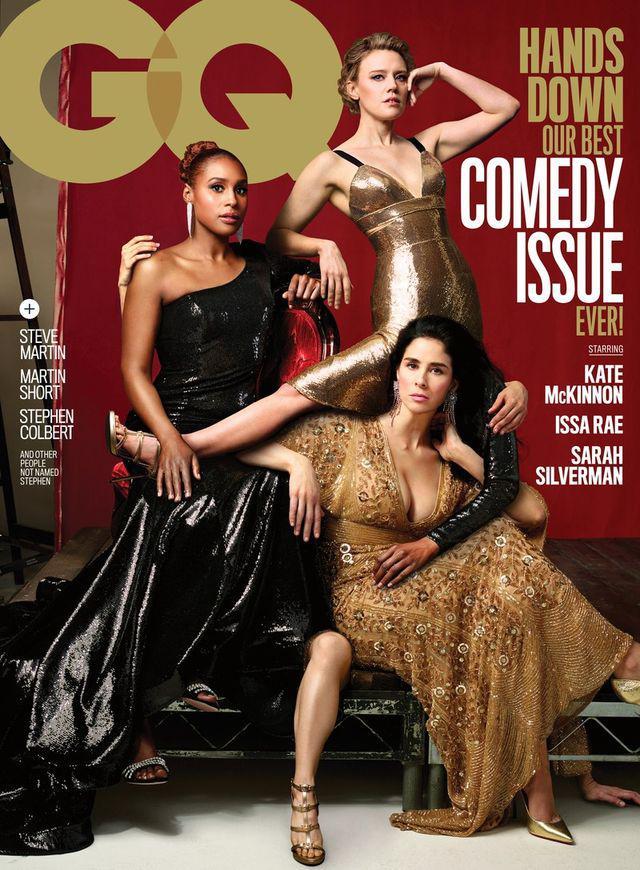 GQ
HANDS
DOWN
OUR BEST
COMEDY
ISSUE
EVER!
STARRING
KATE
McKINNON
ISSA RAE
SARAH
SILVERMAN
+
STEVE
MARTIN
MARTIN
SHORT
STEPHEN
COLBERT
AND OTHER
PEOPLE
NOT NAMED
STEPHEN